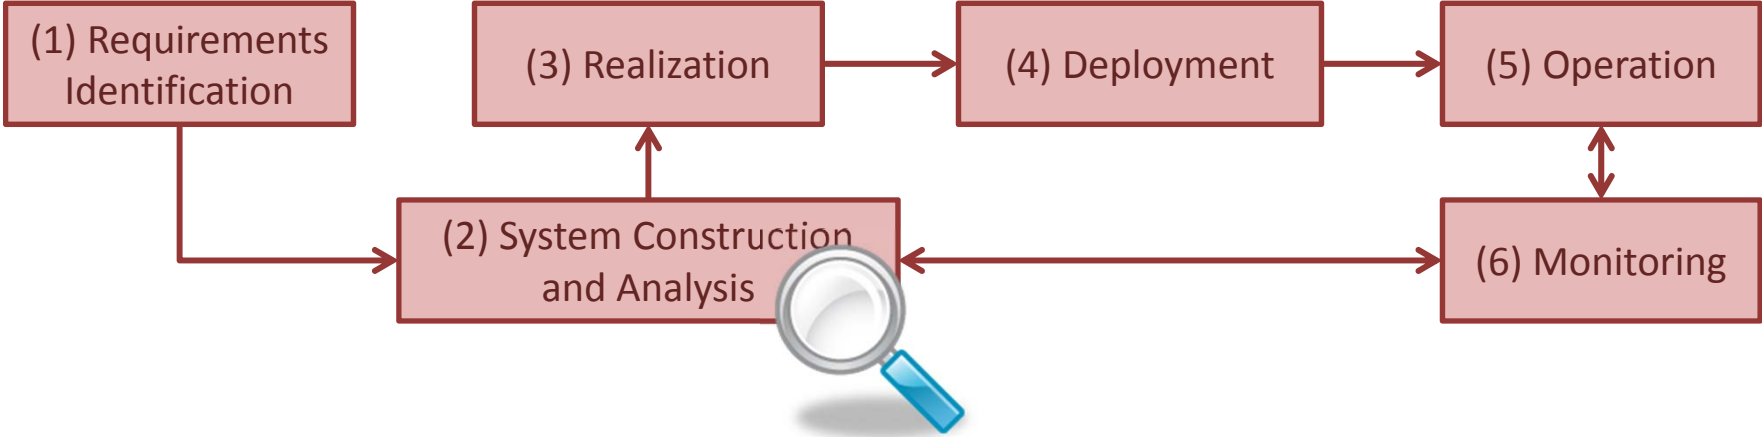 (1) Requirements
Identification
(2) System Construction
and Analysis
(3) Realization
(4) Deployment
(5) Operation
(6) Monitoring